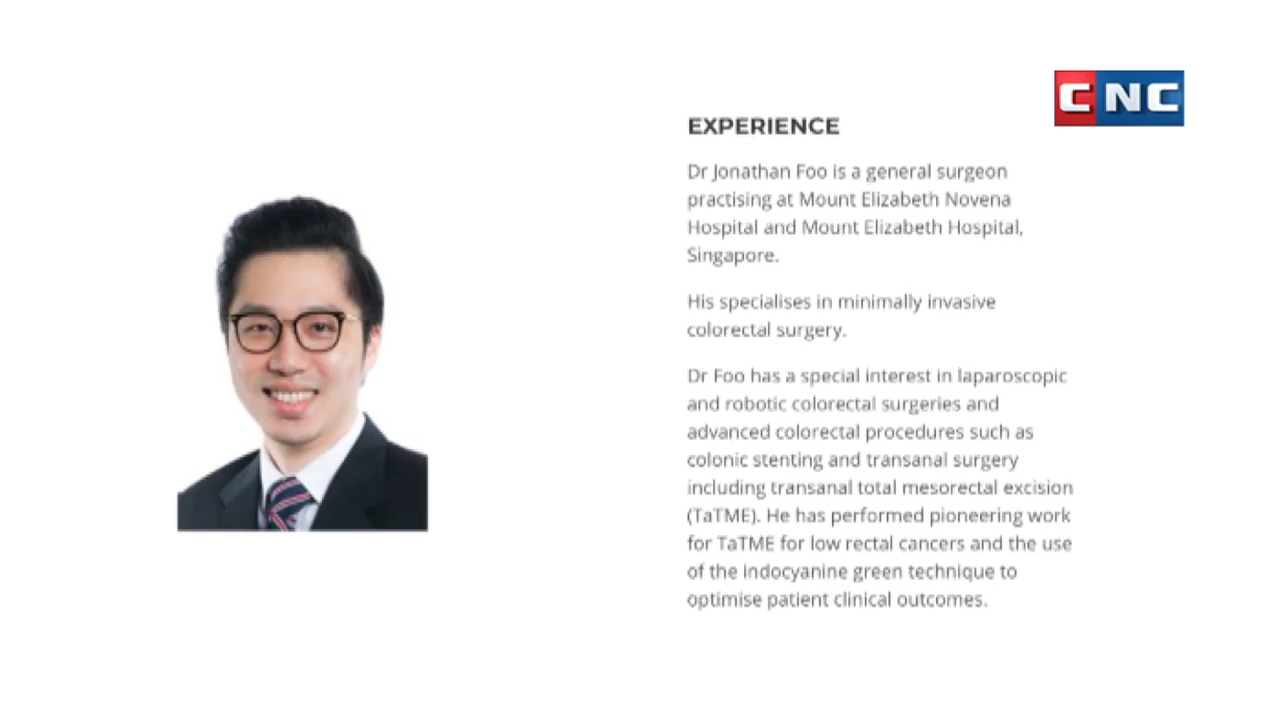 CNC
EXPERIENCE
Dr Jonathan Foo is a general surgeon
practising at Mount Elizabeth Novena
Hospital and Mount Elizabeth Hospital,
Singapore.
His specialises in minimally invasive
colorectal surgery.
Dr Foo has a special interest in laparoscopic
and robotic colorectal surgeries and
advanced colorectal procedures such as
colonic stenting and transanal surgery
including transanal total mesorectal excision
(TaTME). He has performed pioneering work
for TaTME for low rectal cancers and the use
of the indocyanine green technique to
optimise patient clinical outcomes.